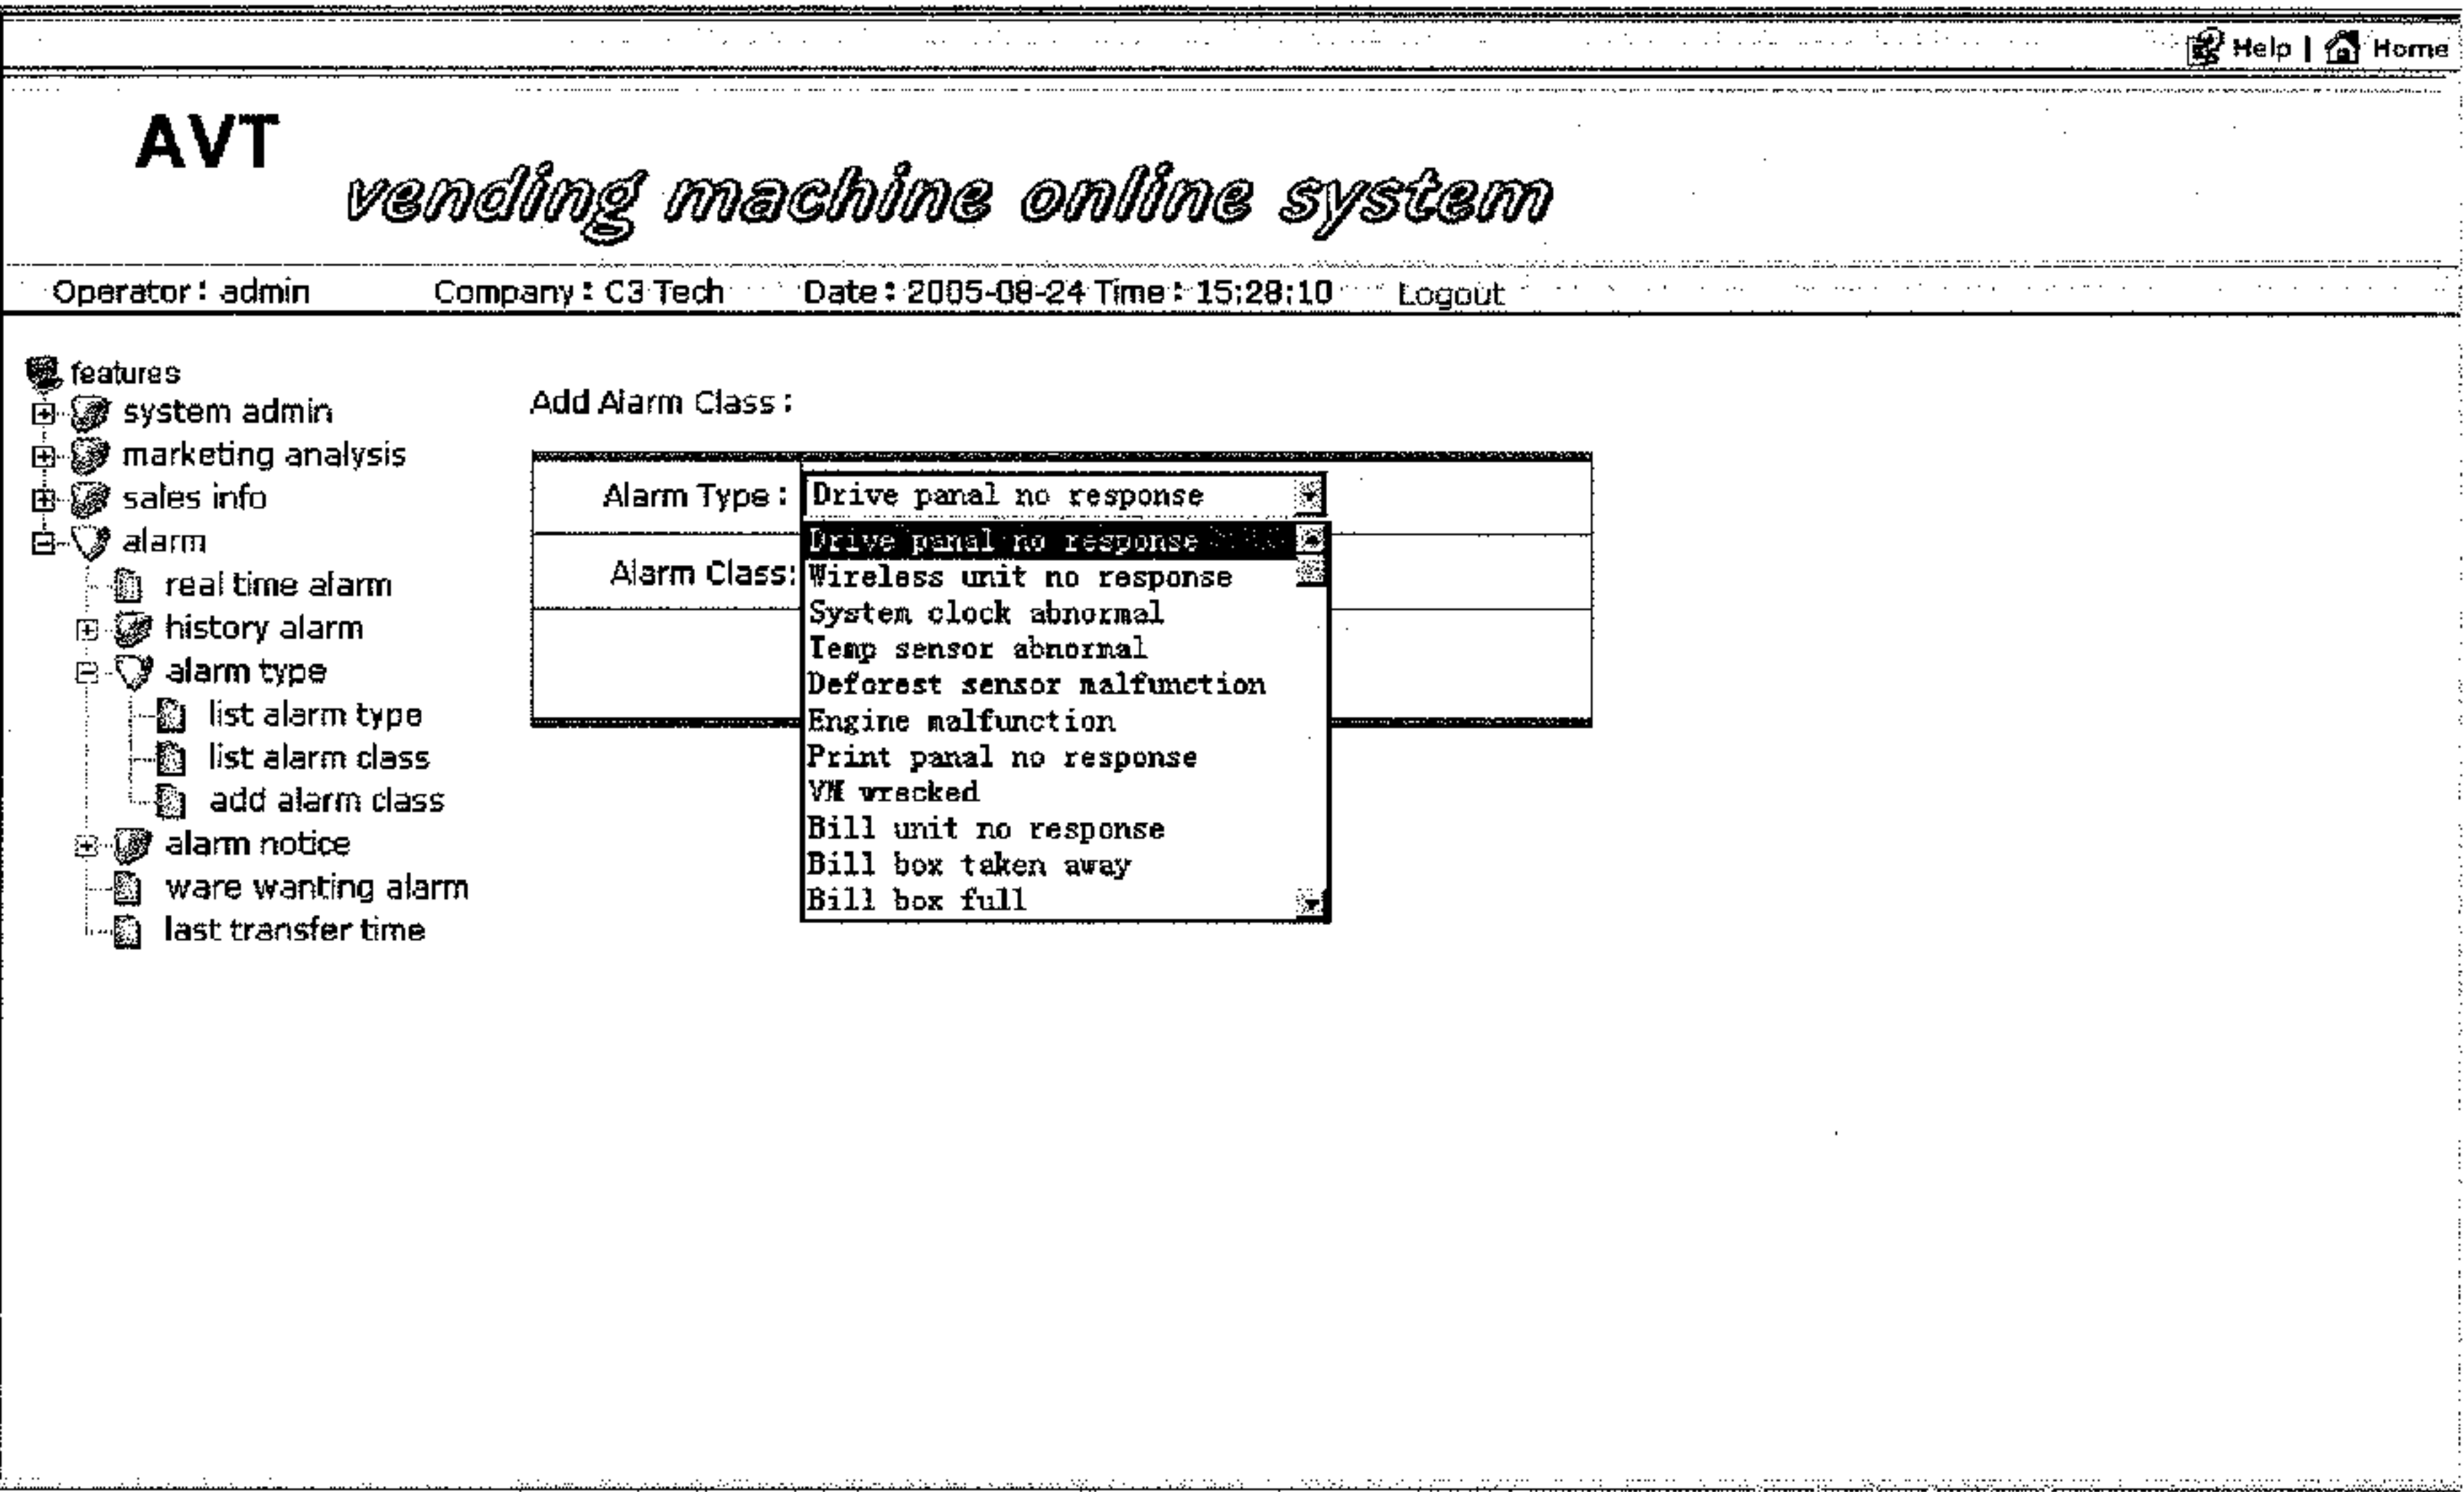 Help | Home
AVT
vending machine online system
Operator: admin Company: C3 Tech Date: 2005-08-24 Time: 15:28:10 Logout
features
system admin
marketing analysis
sales info
alarm
real time alarm
history alarm
alarm type
list alarm type
list alarm class
add alarm class
alarm notice
ware wanting alarm
last transfer time
Add Alarm Class:
Alarm Type: Drive panal no response
Alarm Class:
Drive panal no response
Wireless unit no response
System clock abnormal
Temp sensor abnormal
Deforest sensor malfunction
Engine malfunction
Print panal no response
VM wrecked
Bill unit no response
Bill box taken away
Bill box full